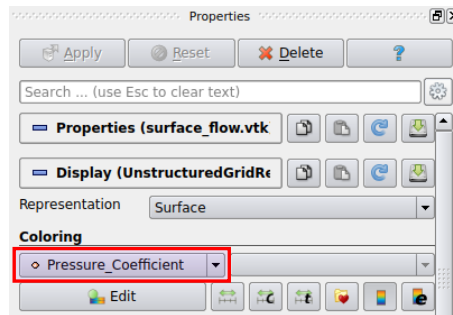 Properties
Apply
Reset
Delete
?
Search ... (use Esc to clear text)
Properties (surface_flow.vtk
Display (UnstructuredGridRe
Representation
Surface
Coloring
Pressure_Coefficient
Edit
c
t
e